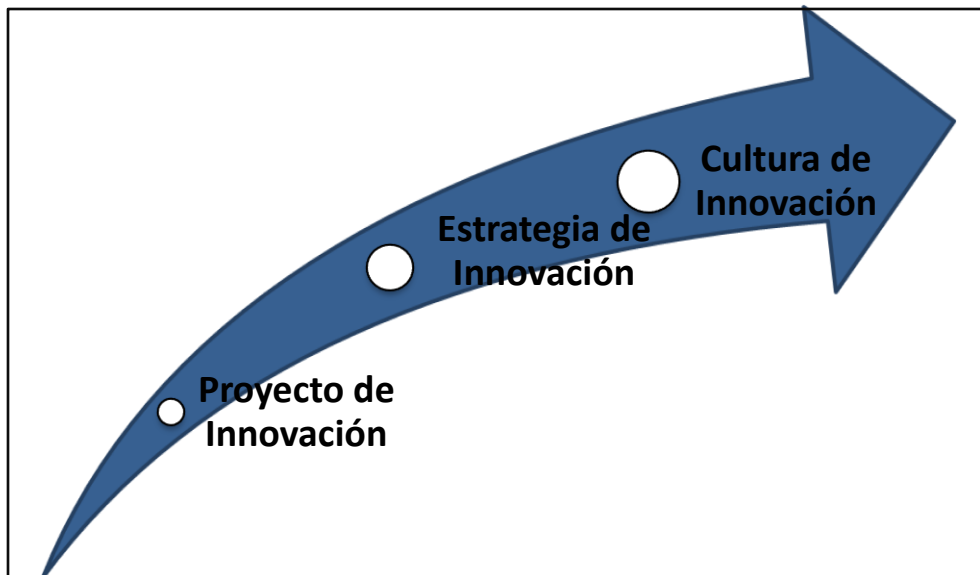 Cultura de
Innovación
Estrategia de
Innovación
Proyecto de
Innovación